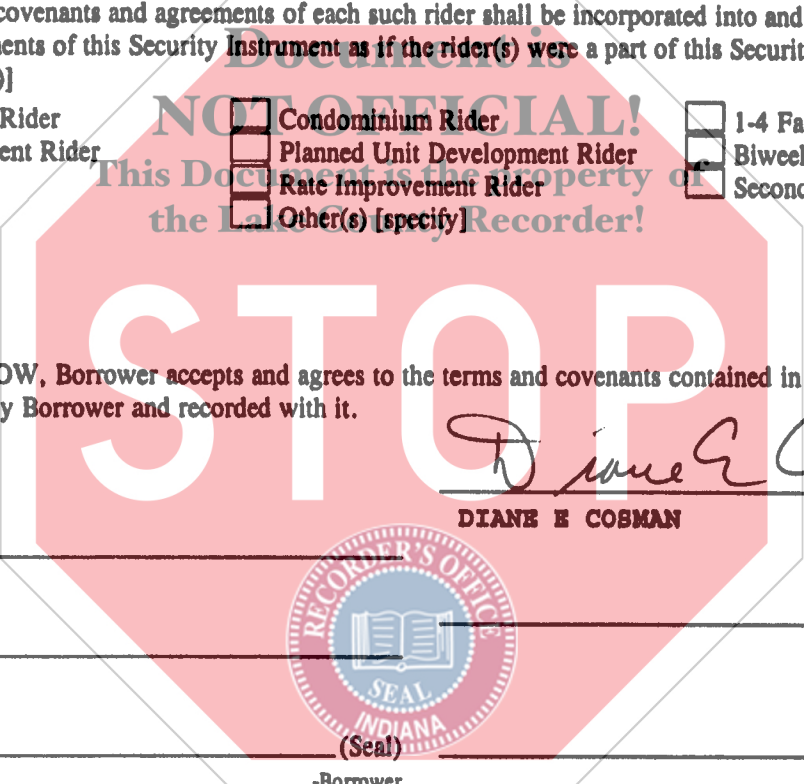 covenants and agreements of each such rider shall be incorporated into and
ents of this Security Instrument as if the rider(s) were a part of this Securit
)]
Document is
NOT OFFICIAL!
This Document is the property of
the Lake County Recorder!
Rider Condominium Rider 1-4 Fa
ent Rider Planned Unit Development Rider Biweek
Rate Improvement Rider Second
Other(s) [specify]
STOP
OW, Borrower accepts and agrees to the terms and covenants contained in
y Borrower and recorded with it.
Diane E C
DIANE E COSMAN
RECORDER'S OFFICE
SEAL
INDIANA
(Seal)
-Borrower